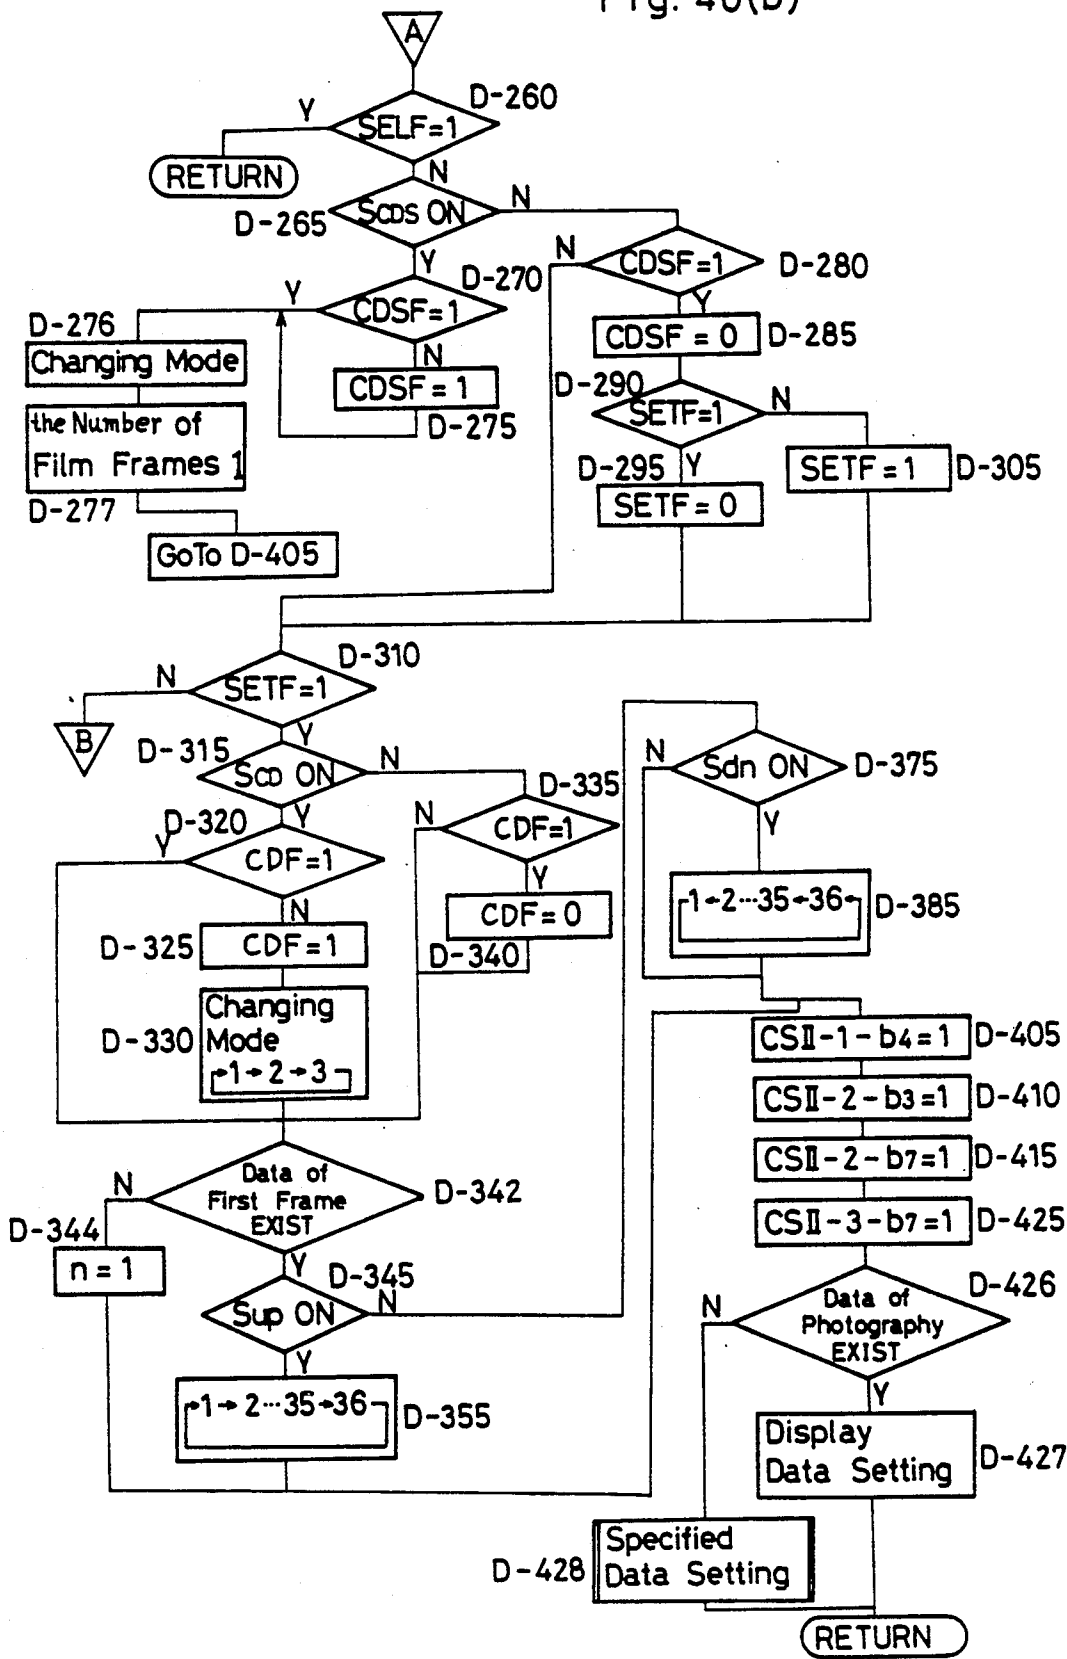 Fig. 40(b)
A
D-260
Y
SELF=1
RETURN
N
D-265
SCDS ON
N
Y
D-270
Y
CDSF=1
N
CDSF=1
D-275
D-276
Changing Mode
the Number of
Film Frames 1
D-277
GoTo D-405
N
CDSF=1
D-280
Y
CDSF=0
D-285
D-290
SETF=1
N
D-295
Y
SETF=0
SETF=1
D-305
D-310
N
SETF=1
B
Y
D-315
SCD ON
N
Y
D-320
Y
CDF=1
N
D-325
CDF=1
D-330
Changing
Mode
1→2→3
D-335
N
CDF=1
Y
CDF=0
D-340
N
Data of
First Frame
EXIST
D-342
D-344
n=1
Y
D-345
Sup ON
N
Y
1→2…35→36
D-355
N
Sdn ON
D-375
Y
1←2…35←36
D-385
CSII-1-b4=1
D-405
CSII-2-b3=1
D-410
CSII-2-b7=1
D-415
CSII-3-b7=1
D-425
D-426
N
Data of
Photography
EXIST
Y
Display
Data Setting
D-427
D-428
Specified
Data Setting
RETURN